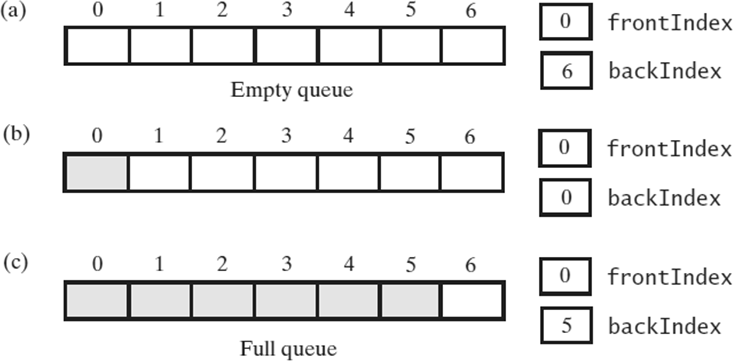 (a) 0 1 2 3 4 5 6 0 frontIndex
6 backIndex
Empty queue
(b) 0 1 2 3 4 5 6 0 frontIndex
0 backIndex
(c) 0 1 2 3 4 5 6 0 frontIndex
5 backIndex
Full queue